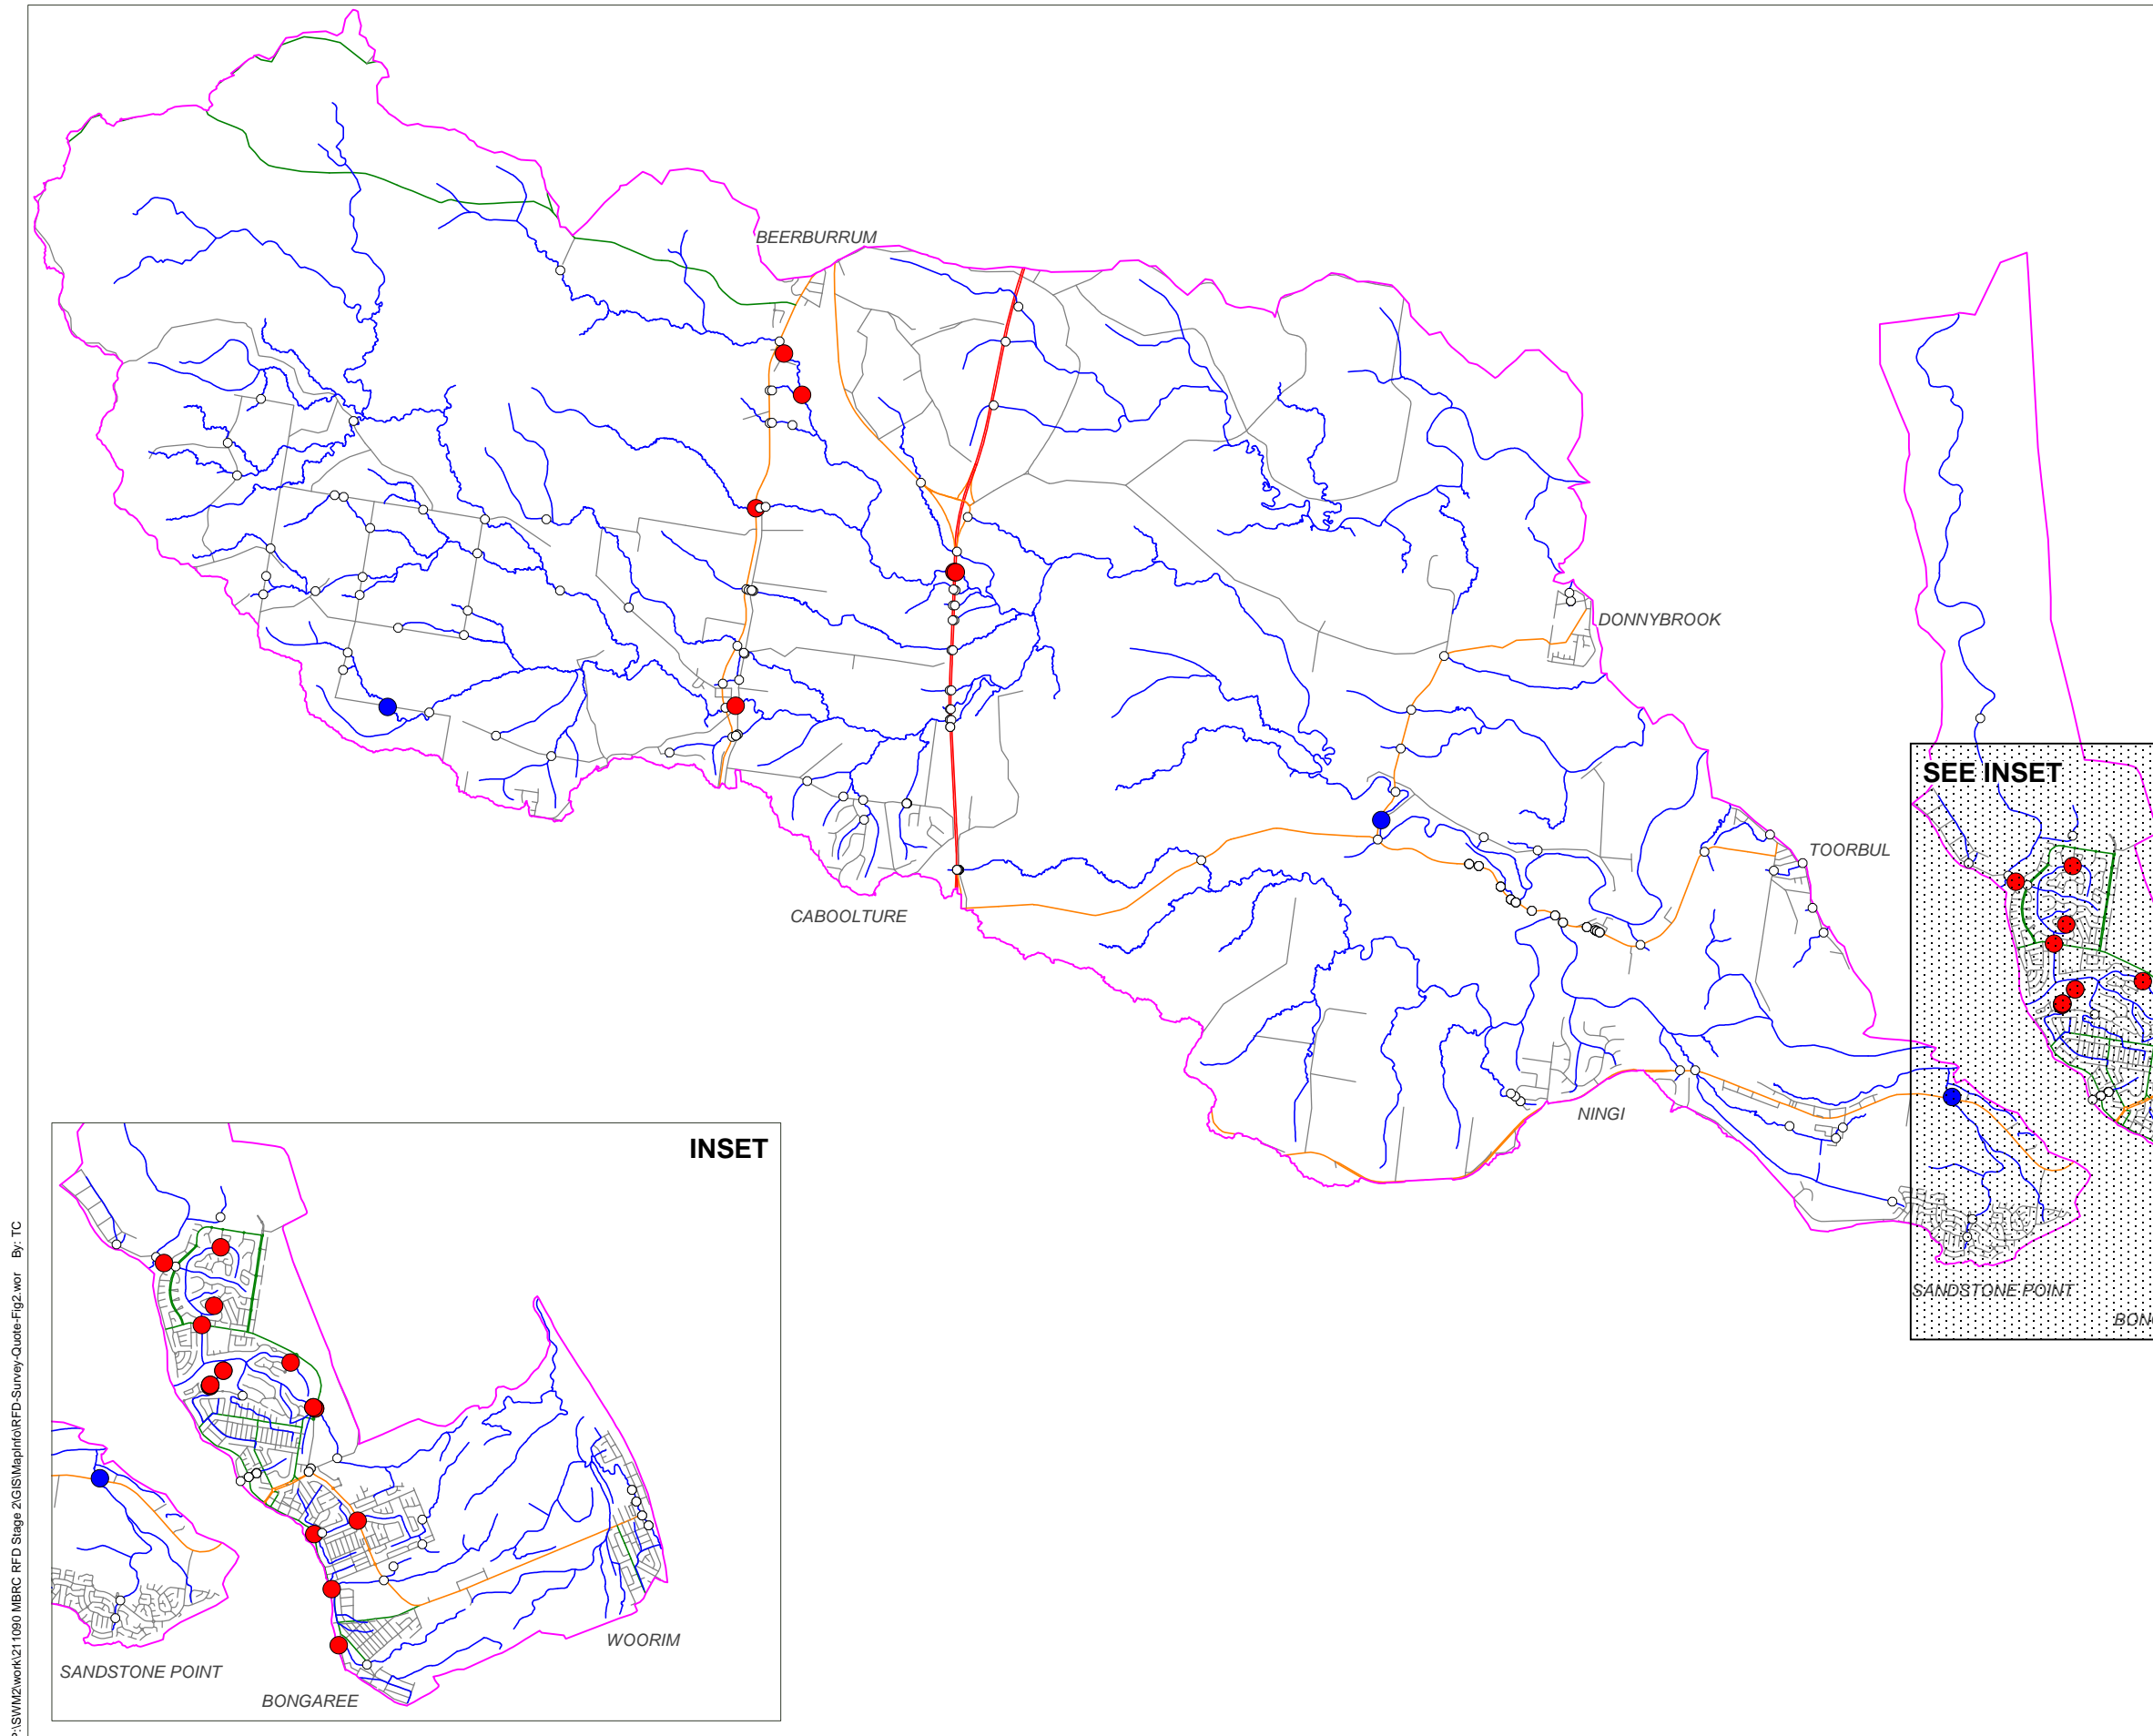 BEERBURRUM
DONNYBROOK
SEE INSET
TOORBUL
CABOOLTURE
NINGI
INSET
SANDSTONE POINT
BON
WOORIM
SANDSTONE POINT
BONGAREE
P:\SWM2\work\211090 MBRC RFD Stage 2\GIS\MapInfo\RFD-Survey-Quote-Fig2.wor By: TC